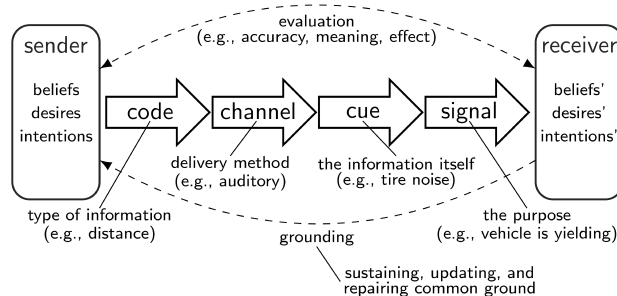 evaluation
(e.g., accuracy, meaning, effect)
sender
beliefs
desires
intentions
code
channel
cue
signal
receiver
beliefs'
desires'
intentions'
delivery method
(e.g., auditory)
the information itself
(e.g., tire noise)
type of information
(e.g., distance)
the purpose
(e.g., vehicle is yielding)
grounding
sustaining, updating, and
repairing common ground